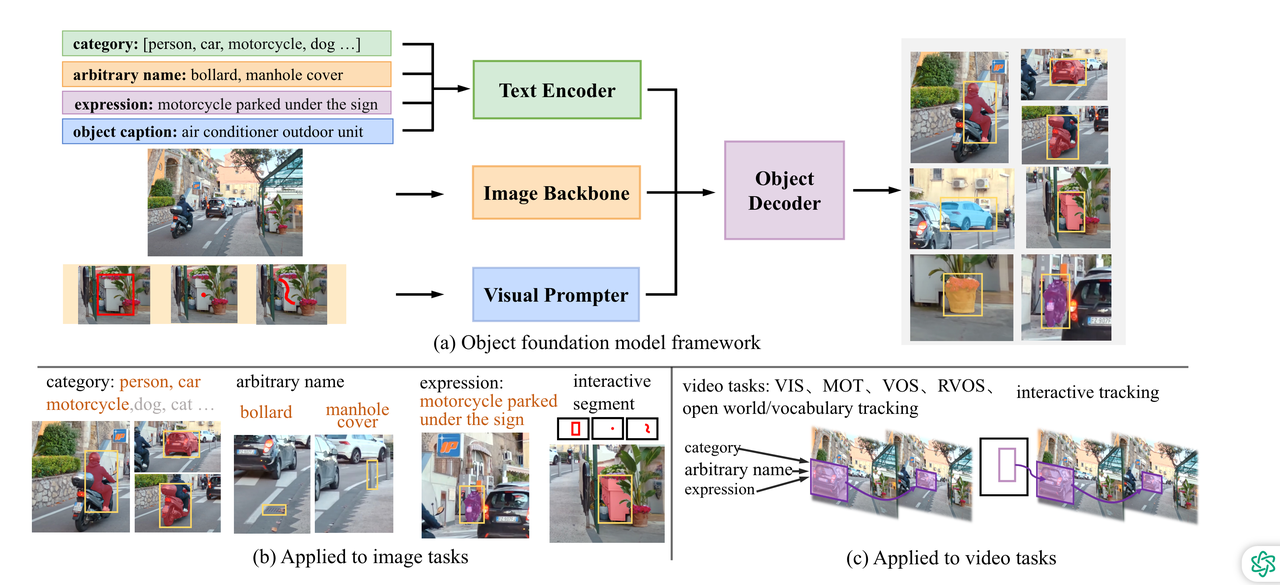 category: [person, car, motorcycle, dog …]
arbitrary name: bollard, manhole cover
expression: motorcycle parked under the sign
object caption: air conditioner outdoor unit
Text Encoder
Image Backbone
Visual Prompter
Object
Decoder
(a) Object foundation model framework
category: person, car
motorcycle,dog, cat …
arbitrary name
bollard
manhole
cover
expression:
motorcycle parked
under the sign
interactive
segment
(b) Applied to image tasks
video tasks: VIS、MOT、VOS、RVOS、
open world/vocabulary tracking
interactive tracking
category
arbitrary name
expression
(c) Applied to video tasks